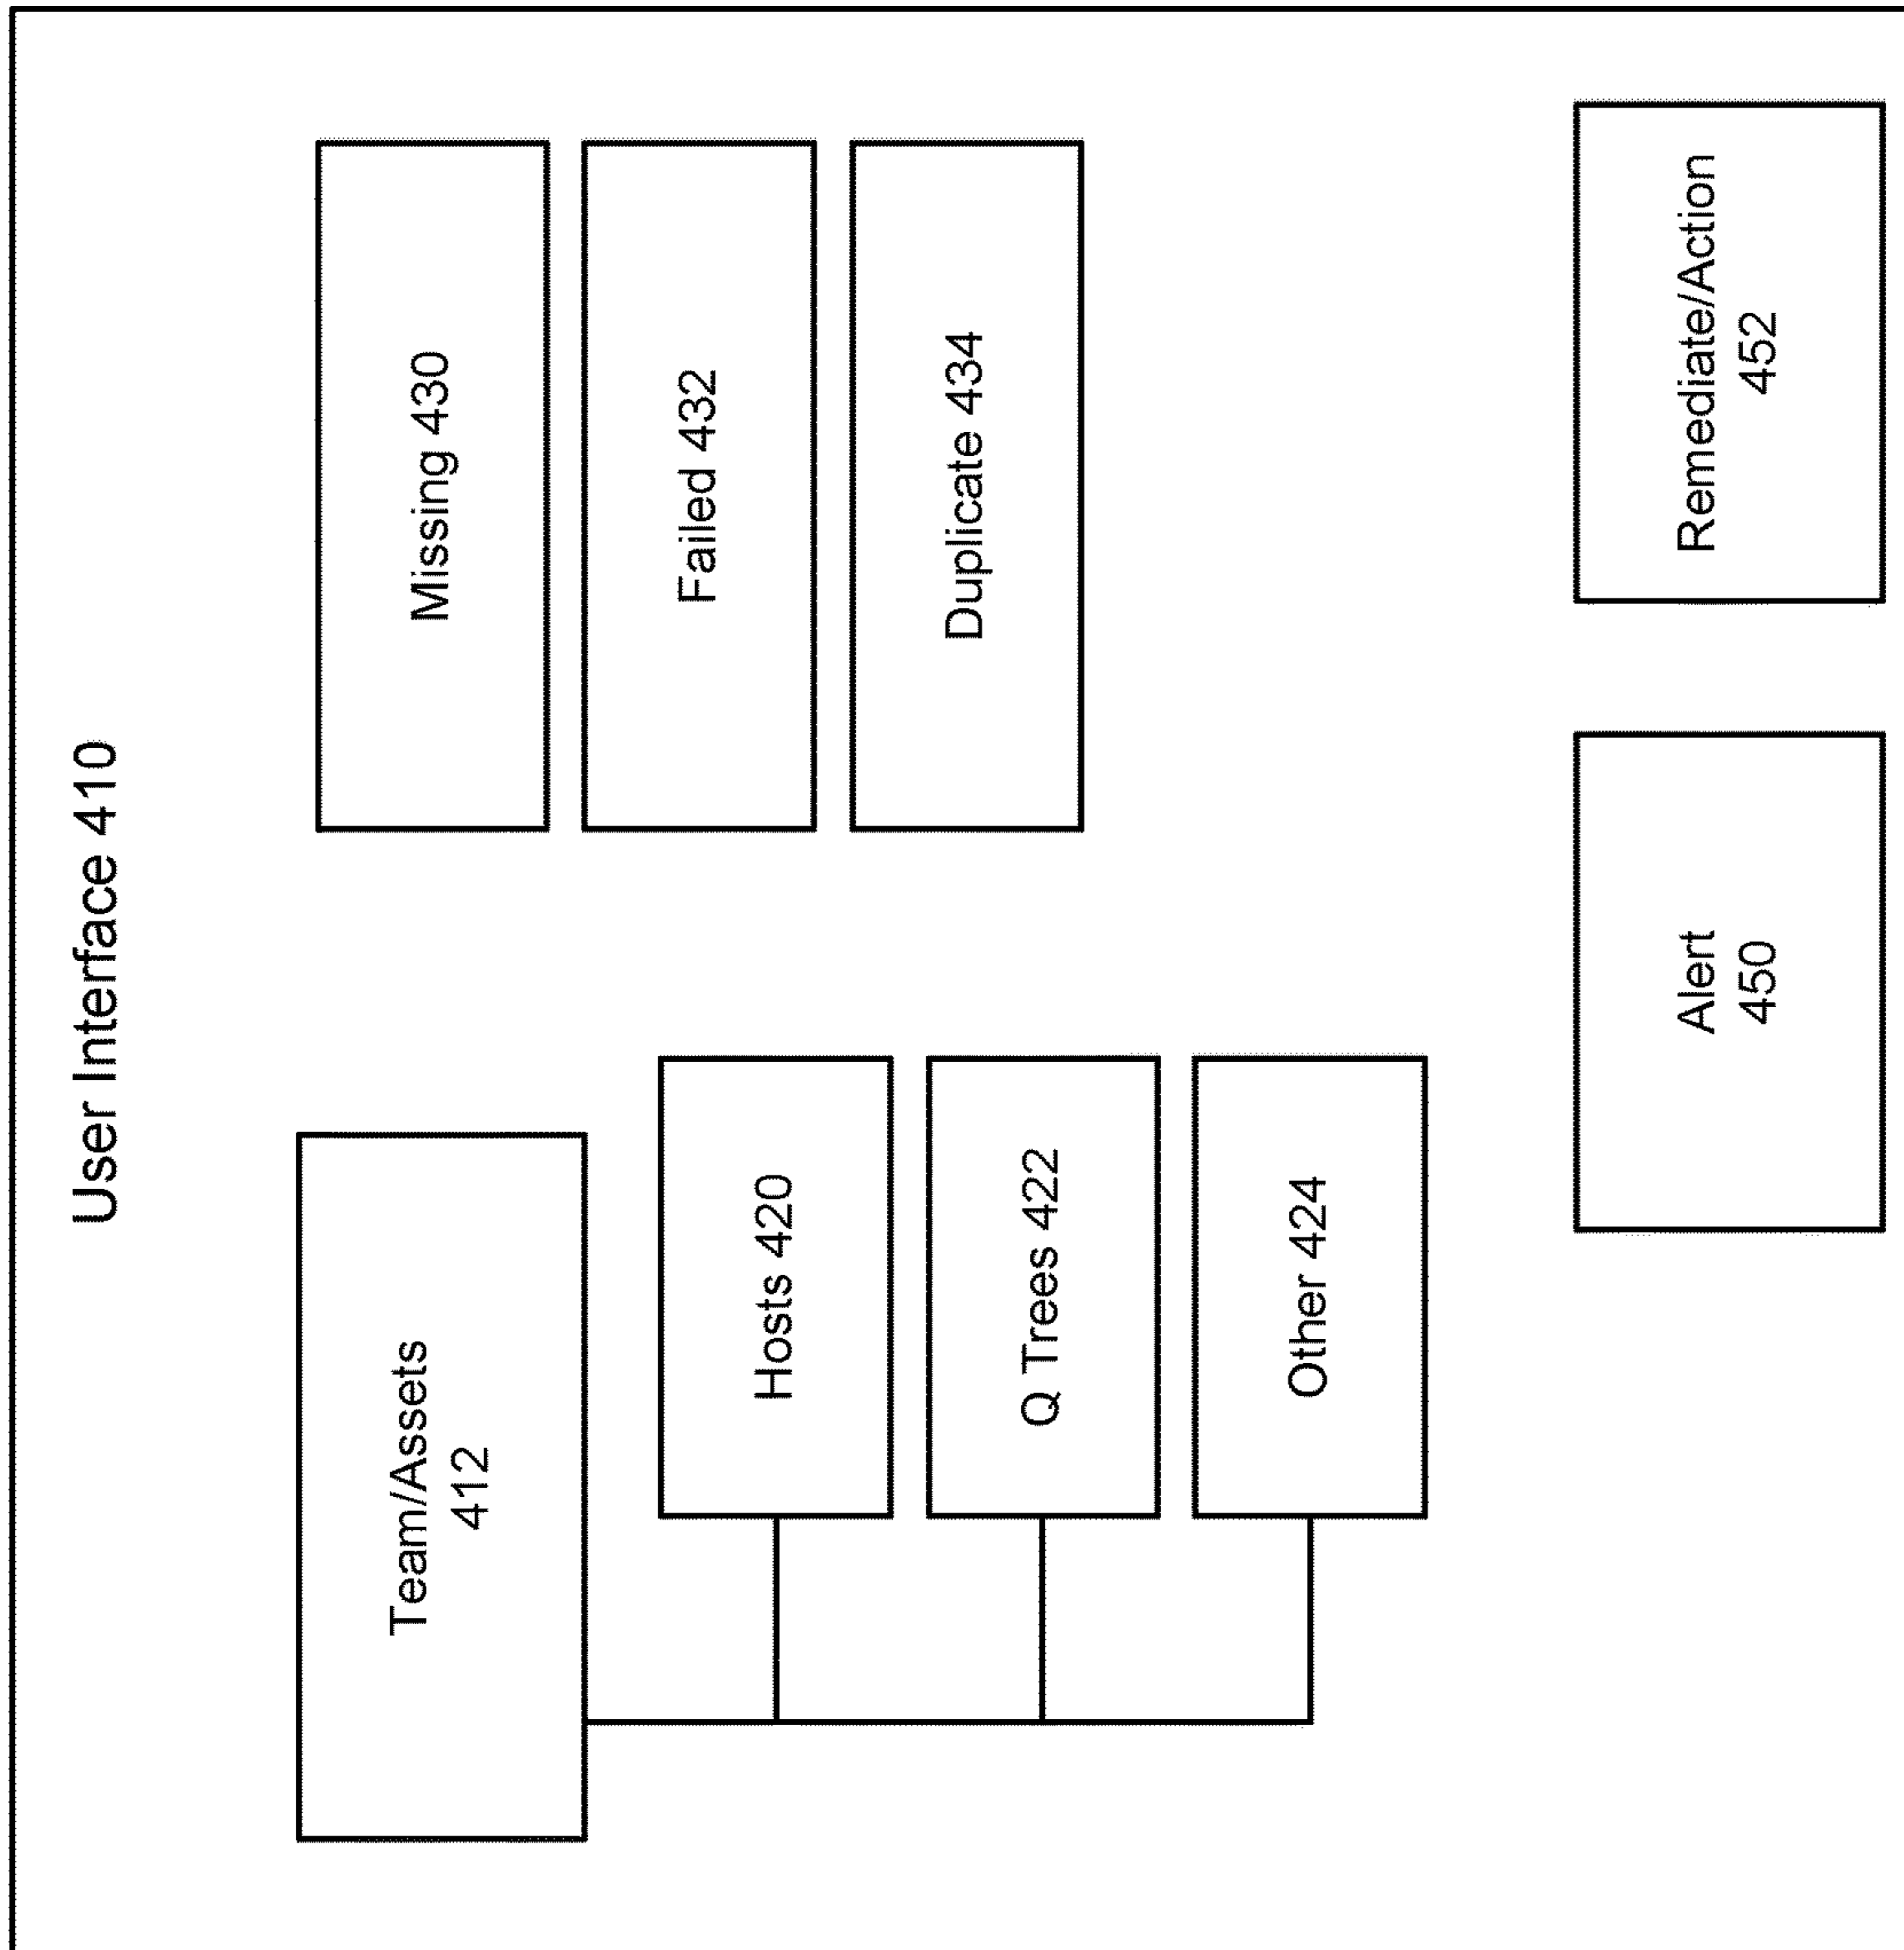 User Interface 410
Team/Assets
412
Hosts 420
Q Trees 422
Other 424
Missing 430
Failed 432
Duplicate 434
Alert
450
Remediate/Action
452